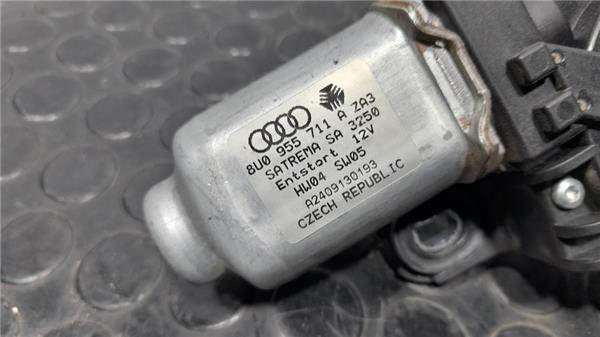 8U0 955 711 A ZA3
SATREMA SA 3250
Entstort 12V
HW04 SW05
A2409130193
CZECH REPUBLIC